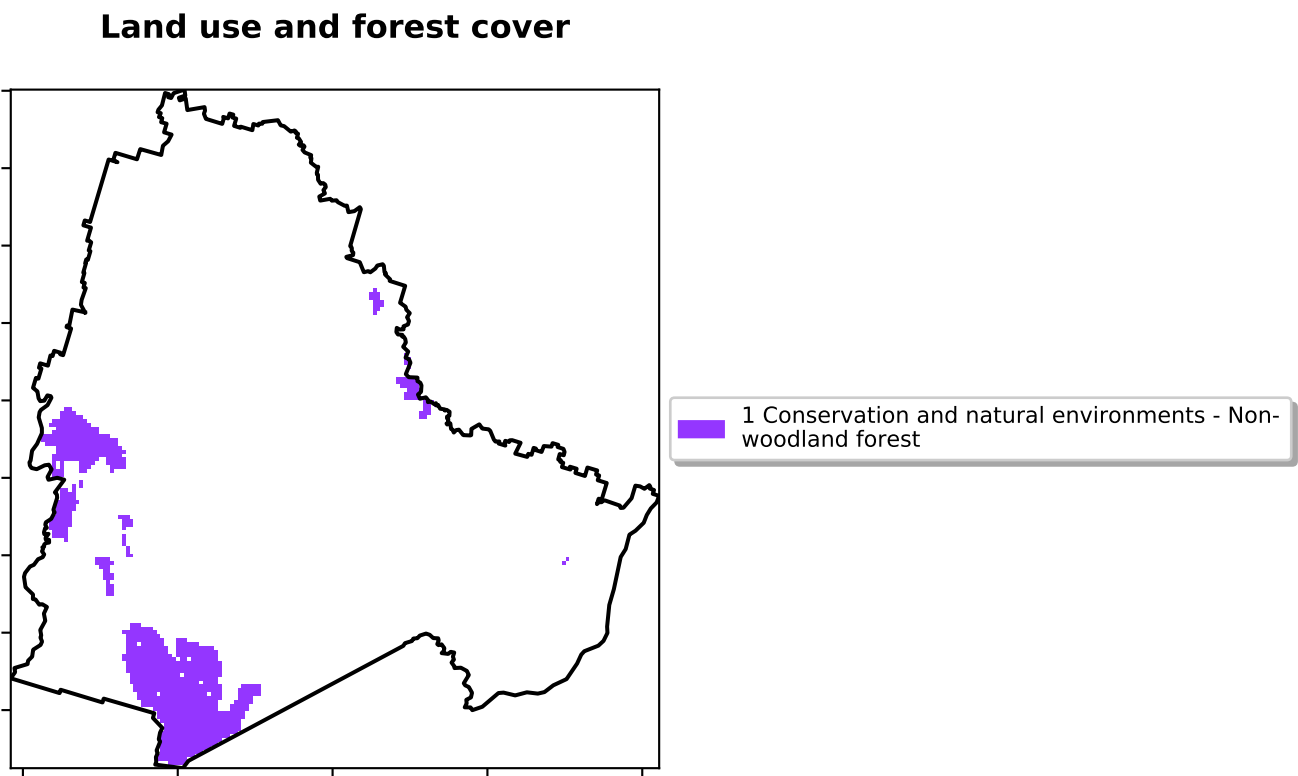 Land use and forest cover
1 Conservation and natural environments - Non-
woodland forest